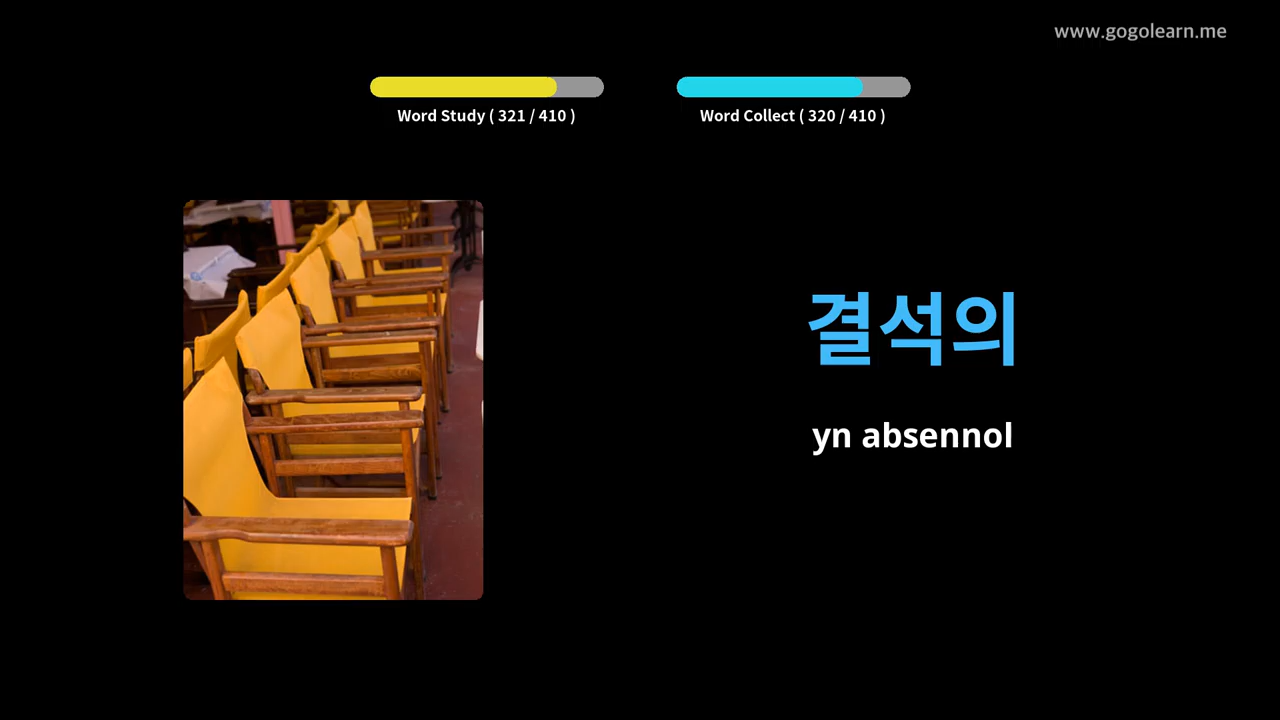 www.gogolearn.me
Word Study ( 321 / 410 )
Word Collect ( 320 / 410 )
결석의
yn absennol